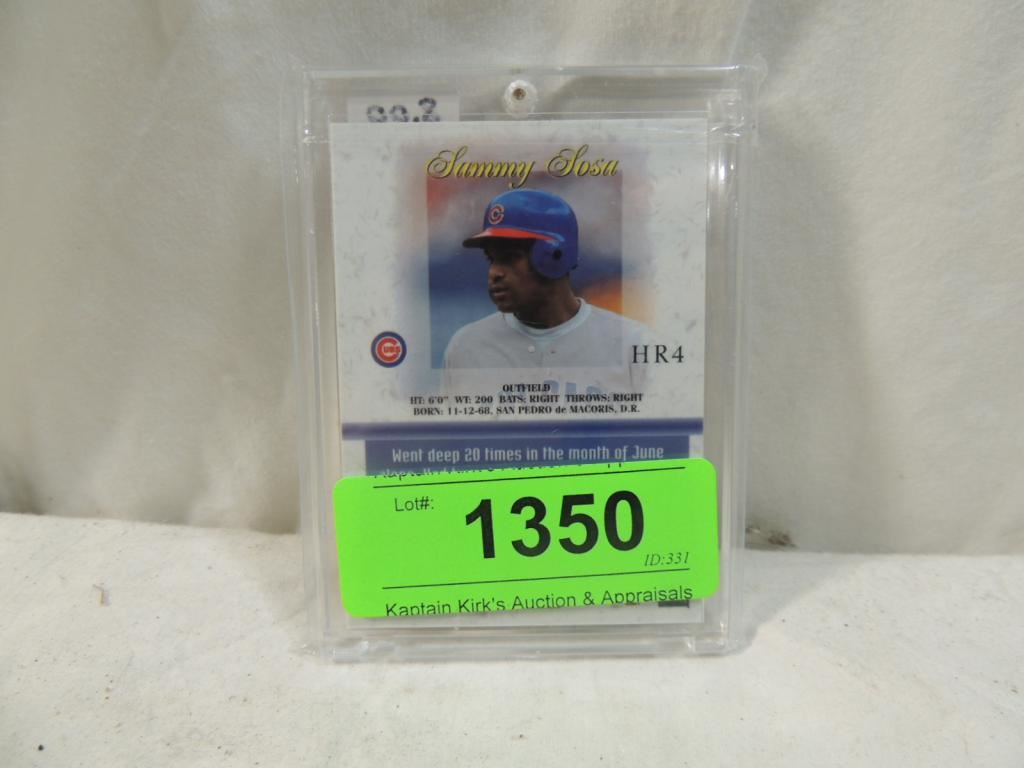 Sammy Sosa
C
CUBS
HR4
OUTFIELD
HT: 6'0" WT: 200 BATS: RIGHT THROWS: RIGHT
BORN: 11-12-68, SAN PEDRO de MACORIS, D.R.
Went deep 20 times in the month of June
Lot#:
1350
ID:331
Kaptain Kirk's Auction & Appraisals